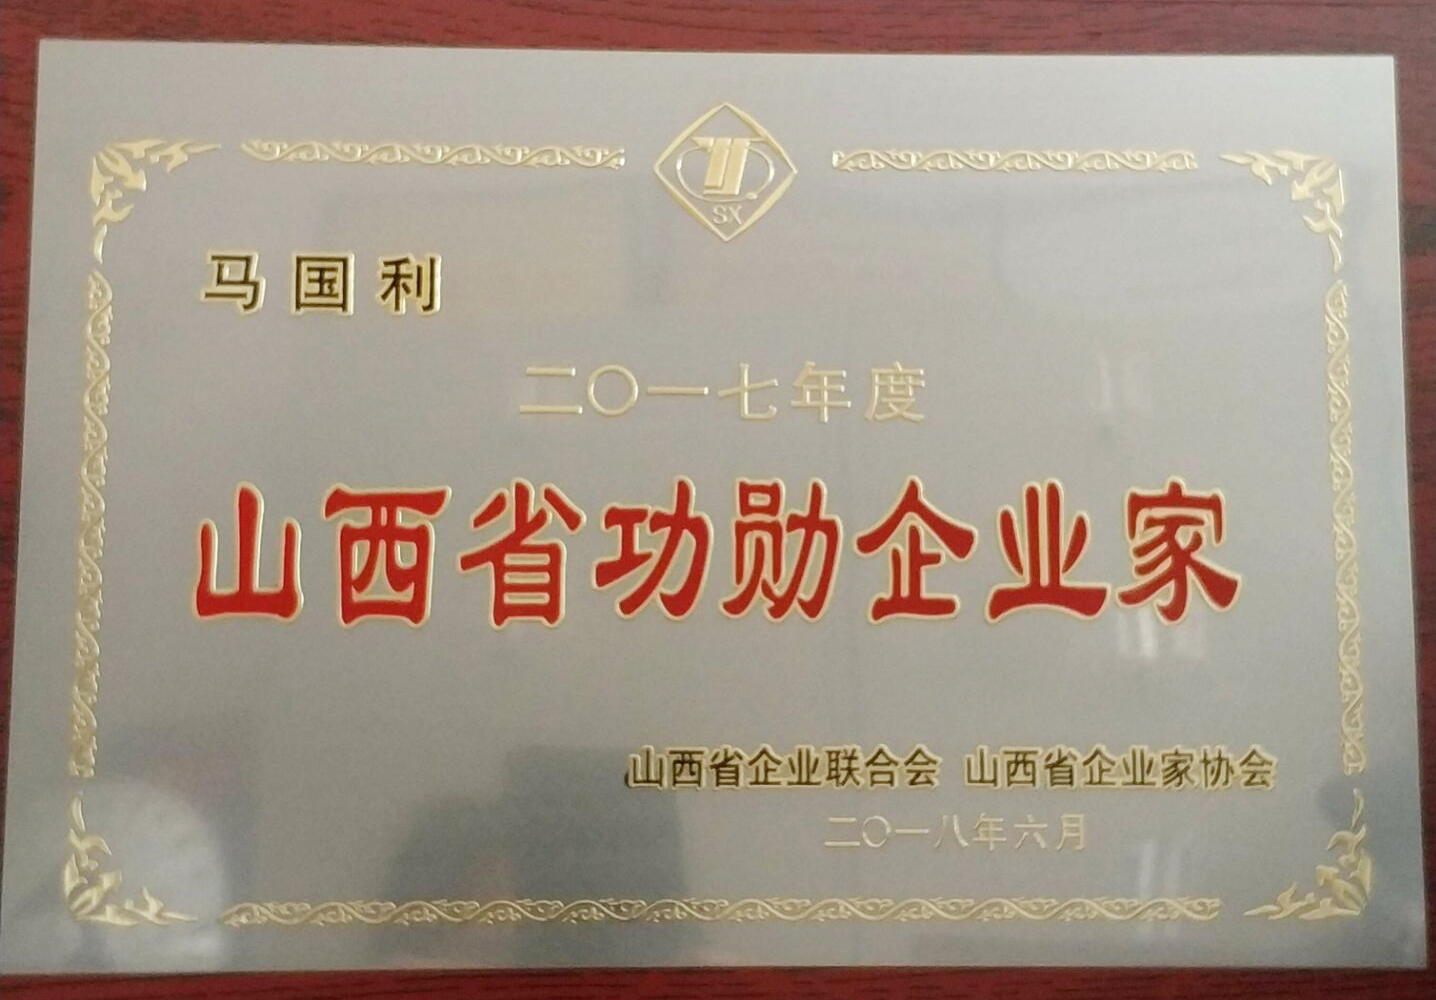 SX
马国利
二〇一七年度
山西省功勋企业家
山西省企业联合会 山西省企业家协会
二〇一八年六月